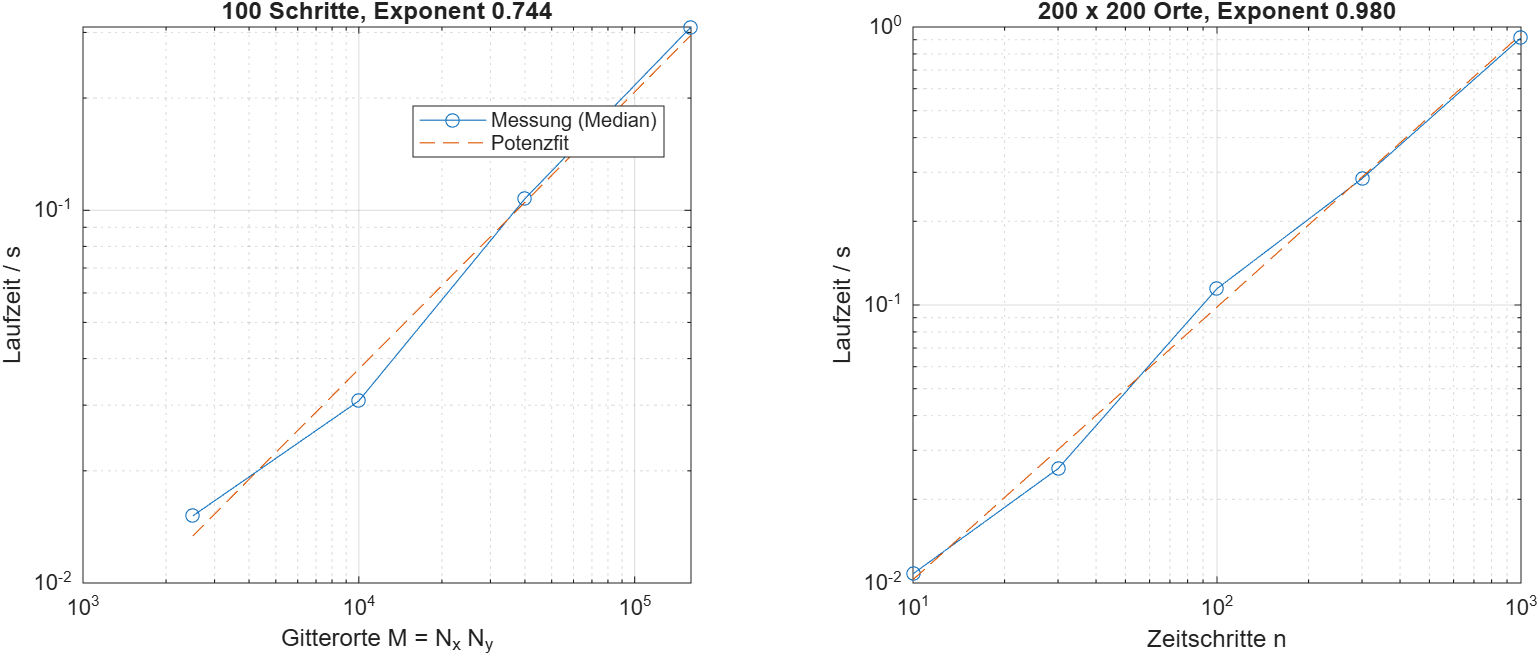 100 Schritte, Exponent 0.744
Laufzeit / s
10^-1
10^-2
10^3
10^4
10^5
Gitterorte M = N_x N_y
Messung (Median)
Potenzfit
200 x 200 Orte, Exponent 0.980
Laufzeit / s
10^0
10^-1
10^-2
10^1
10^2
10^3
Zeitschritte n